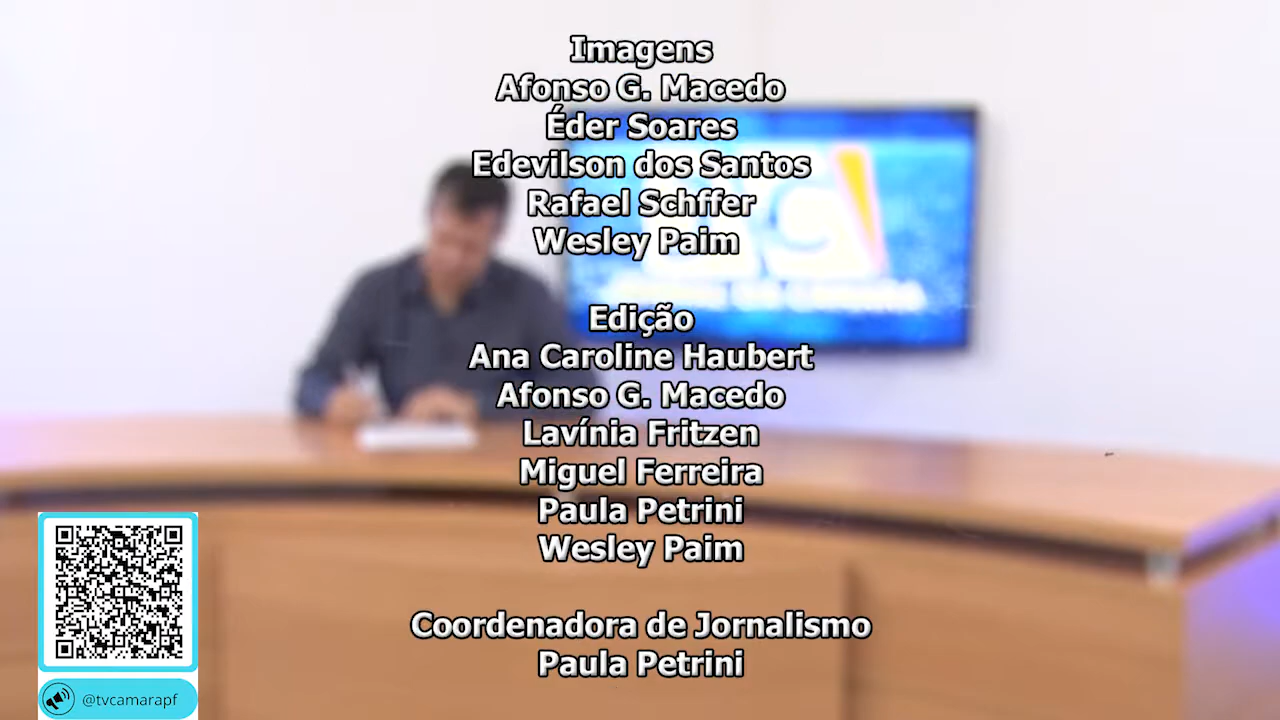 Imagens
Afonso G. Macedo
Éder Soares
Edevilson dos Santos
Rafael Schffer
Wesley Paim
Edição
Ana Caroline Haubert
Afonso G. Macedo
Lavínia Fritzen
Miguel Ferreira
Paula Petrini
Wesley Paim
Coordenadora de Jornalismo
Paula Petrini
@tvcamarapf